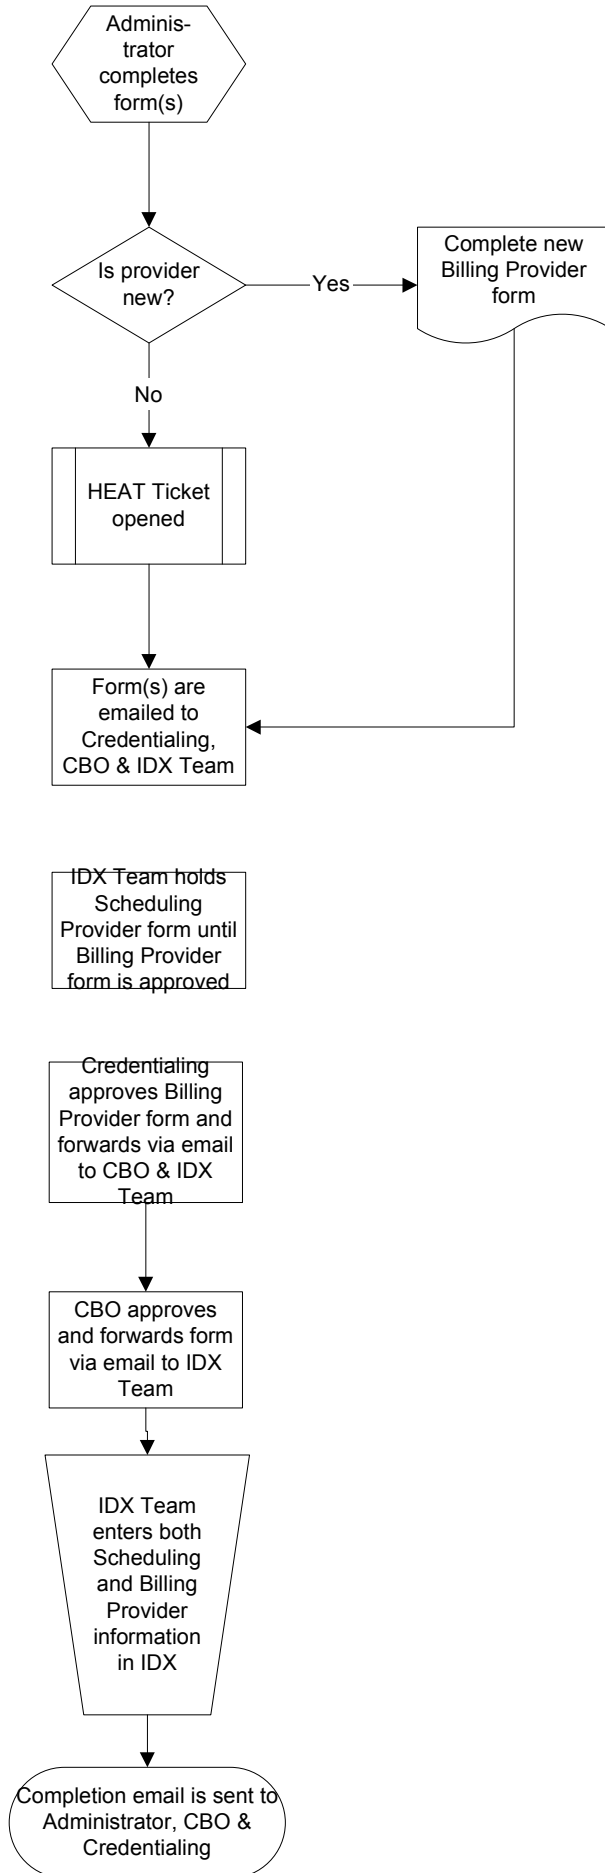 Adminis-
trator
completes
form(s)
Is provider
new?
Yes
Complete new
Billing Provider
form
No
HEAT Ticket
opened
Form(s) are
emailed to
Credentialing,
CBO & IDX Team
IDX Team holds
Scheduling
Provider form until
Billing Provider
form is approved
Credentialing
approves Billing
Provider form and
forwards via email
to CBO & IDX
Team
CBO approves
and forwards form
via email to IDX
Team
IDX Team
enters both
Scheduling
and Billing
Provider
information
in IDX
Completion email is sent to
Administrator, CBO &
Credentialing